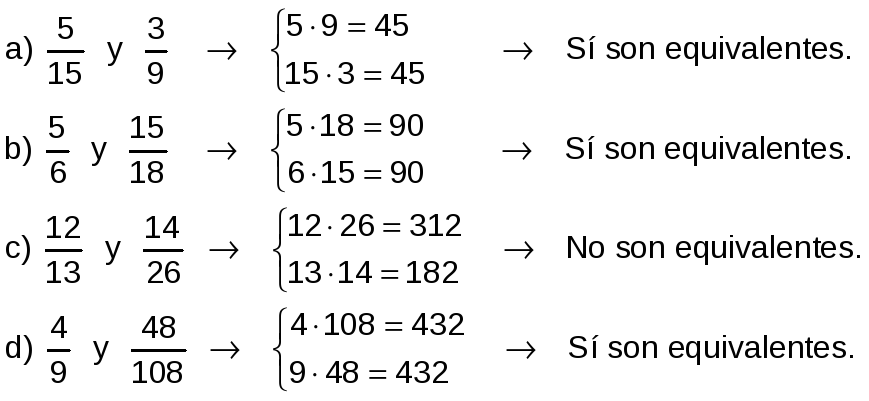 a) 5/15 y 3/9 → { 5·9 = 45 → Sí son equivalentes.
15·3 = 45
b) 5/6 y 15/18 → { 5·18 = 90 → Sí son equivalentes.
6·15 = 90
c) 12/13 y 14/26 → { 12·26 = 312 → No son equivalentes.
13·14 = 182
d) 4/9 y 48/108 → { 4·108 = 432 → Sí son equivalentes.
9·48 = 432